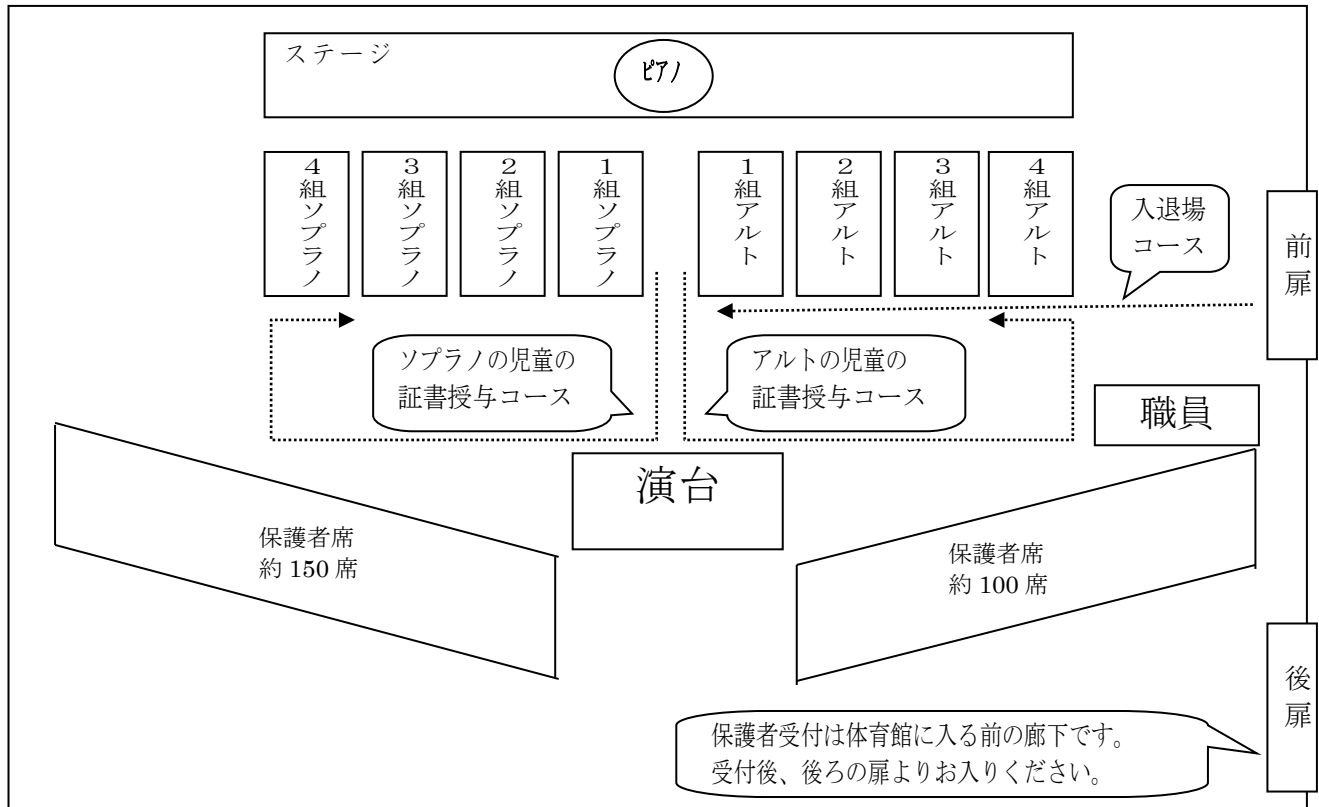 ステージ
ピアノ
４組ソプラノ
３組ソプラノ
２組ソプラノ
１組ソプラノ
１組アルト
２組アルト
３組アルト
４組アルト
入退場
コース
前扉
ソプラノの児童の
証書授与コース
アルトの児童の
証書授与コース
職員
演台
保護者席
約 150 席
保護者席
約 100 席
後扉
保護者受付は体育館に入る前の廊下です。
受付後、後ろの扉よりお入りください。